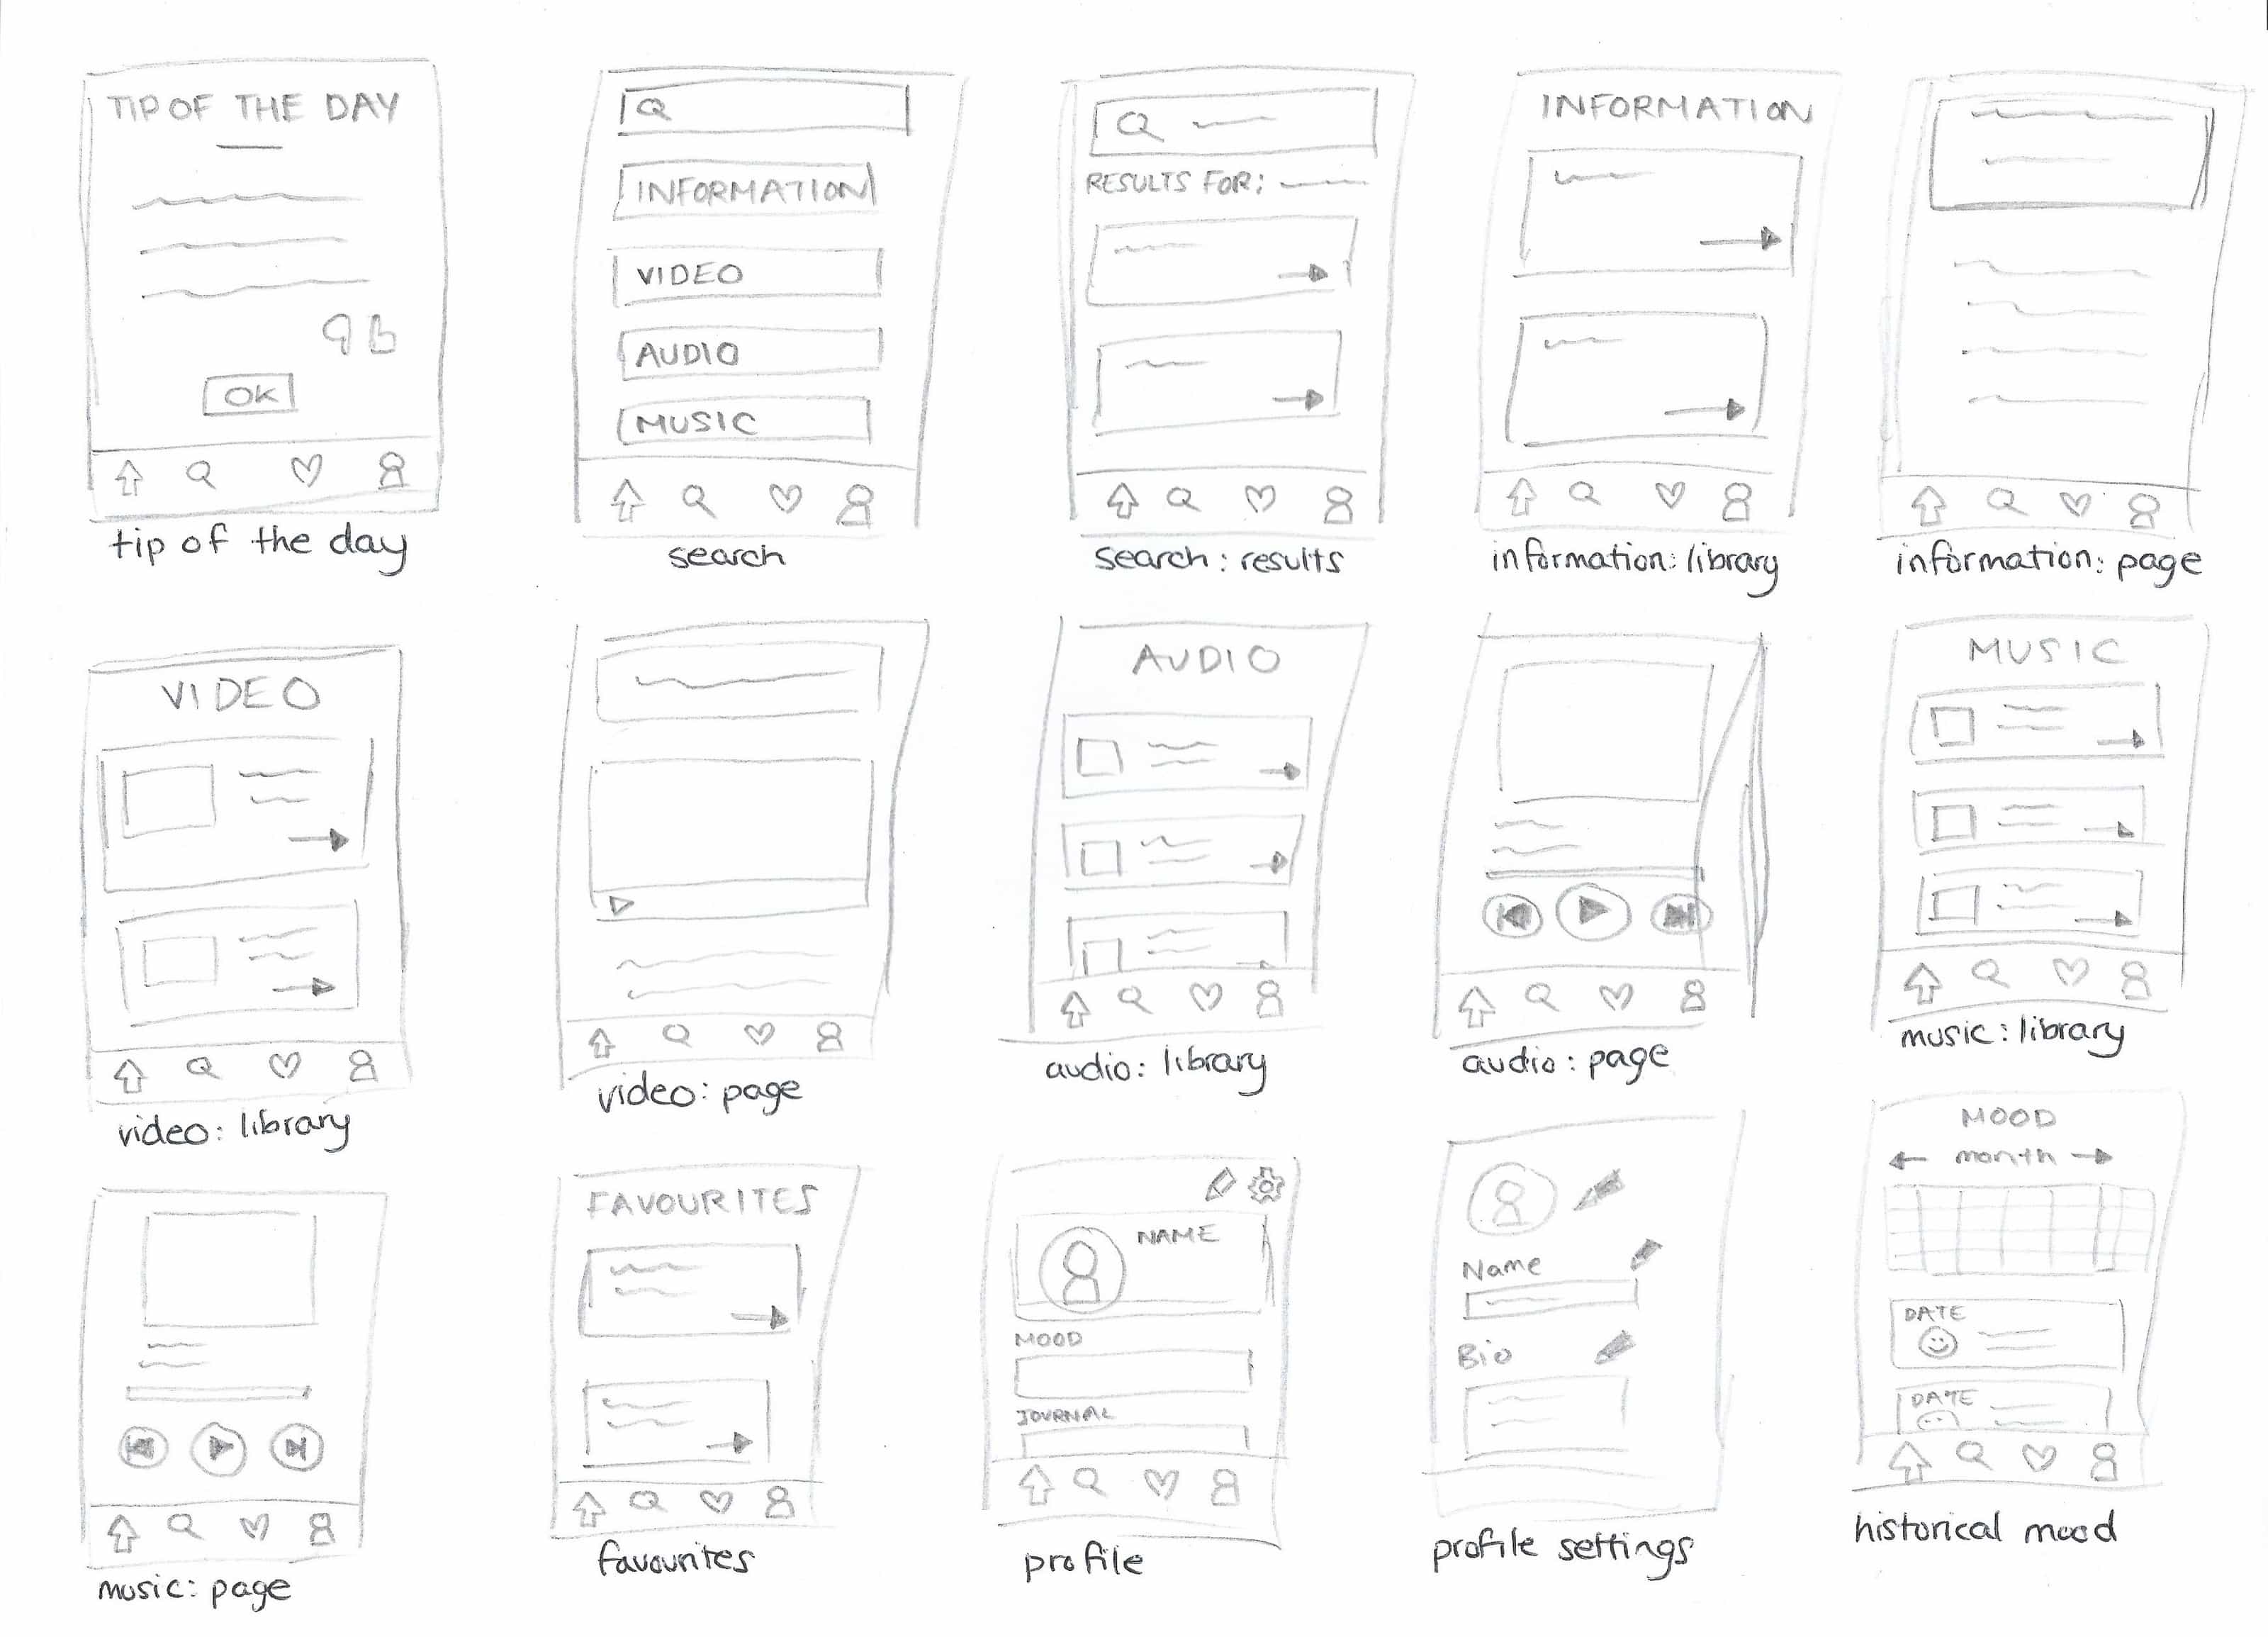 TIP OF THE DAY
OK
tip of the day
INFORMATION
VIDEO
AUDIO
MUSIC
search
RESULTS FOR:
search: results
INFORMATION
information: library
information: page
VIDEO
video: library
video: page
AUDIO
audio: library
audio: page
MUSIC
music: library
music: page
FAVOURITES
favourites
NAME
MOOD
JOURNAL
profile
Name
Bio
profile settings
MOOD
month
DATE
DATE
historical mood